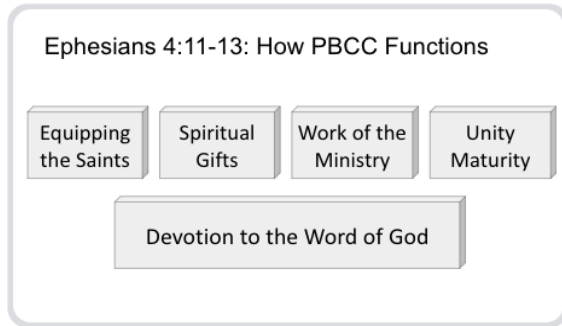 Ephesians 4:11-13: How PBCC Functions
Equipping
the Saints
Spiritual
Gifts
Work of the
Ministry
Unity
Maturity
Devotion to the Word of God